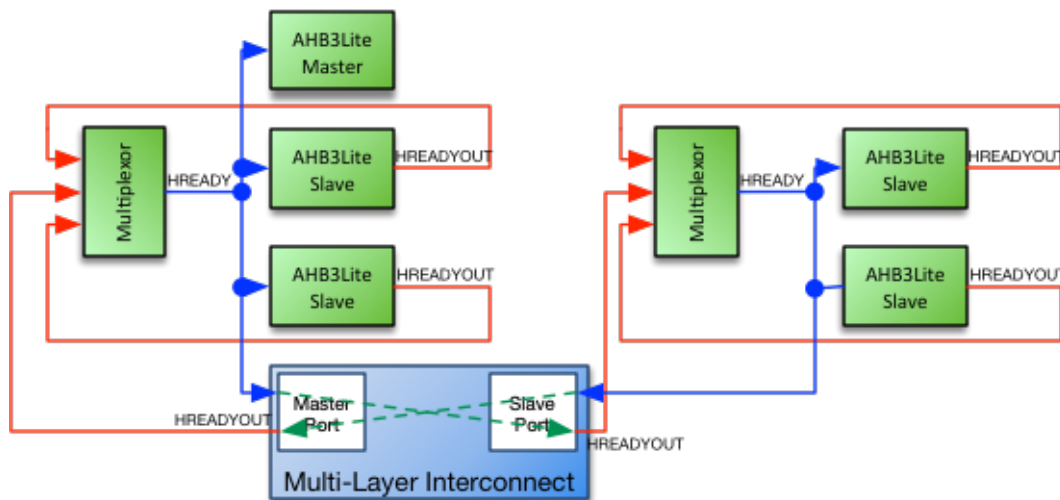 AHB3Lite
Master
Multiplexor
HREADY
AHB3Lite
Slave
HREADYOUT
AHB3Lite
Slave
HREADYOUT
Multiplexor
HREADY
AHB3Lite
Slave
HREADYOUT
AHB3Lite
Slave
HREADYOUT
HREADYOUT
Master
Port
Slave
Port
HREADYOUT
Multi-Layer Interconnect